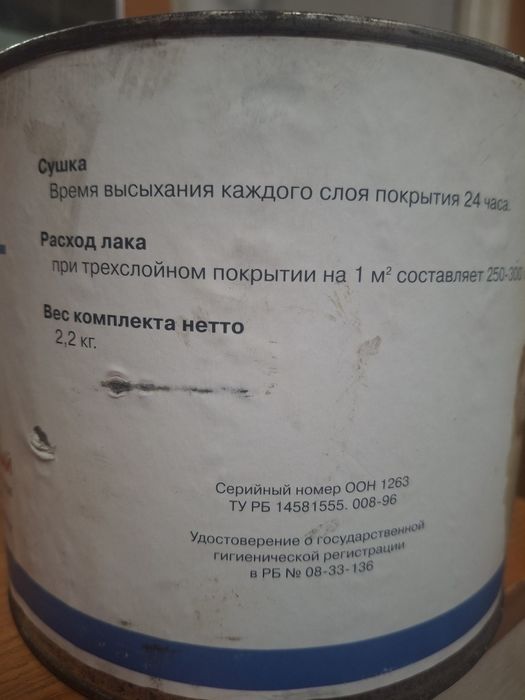 Сушка
Время высыхания каждого слоя покрытия 24 часа.
Расход лака
при трехслойном покрытии на 1 м² составляет 250-300
Вес комплекта нетто
2,2 кг.
Серийный номер ООН 1263
ТУ РБ 14581555. 008-96
Удостоверение о государственной
гигиенической регистрации
в РБ № 08-33-136